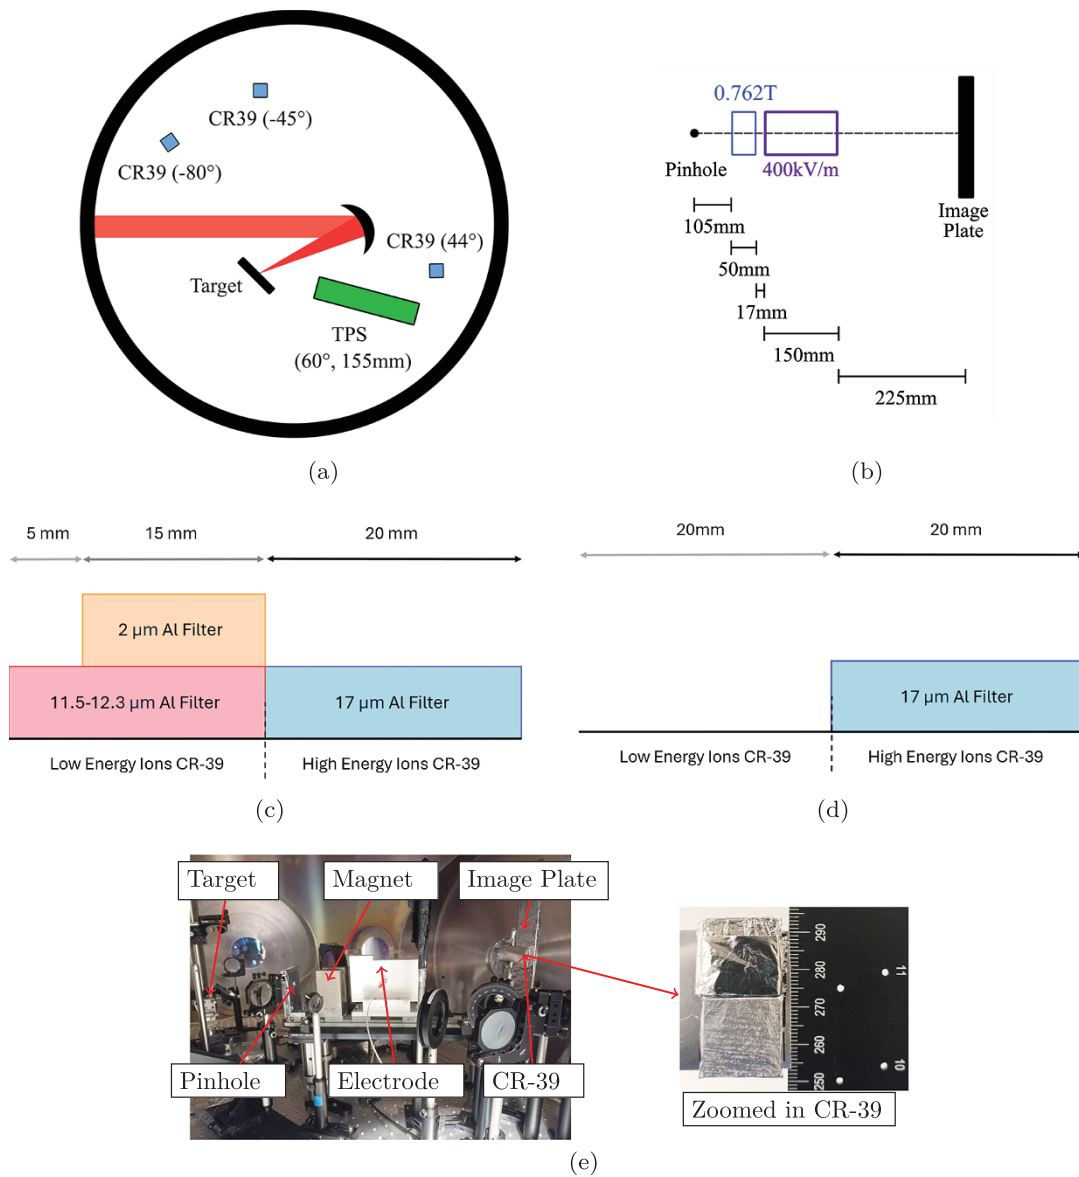 CR39 (-45°)
CR39 (-80°)
CR39 (44°)
Target
TPS
(60°, 155mm)
(a)
0.762T
Pinhole
400kV/m
Image
Plate
105mm
50mm
17mm
150mm
225mm
(b)
5 mm
15 mm
20 mm
2 µm Al Filter
11.5-12.3 µm Al Filter
17 µm Al Filter
Low Energy Ions CR-39
High Energy Ions CR-39
(c)
20mm
20 mm
17 µm Al Filter
Low Energy Ions CR-39
High Energy Ions CR-39
(d)
Target
Magnet
Image Plate
Pinhole
Electrode
CR-39
290
280
270
260
250
11
10
Zoomed in CR-39
(e)